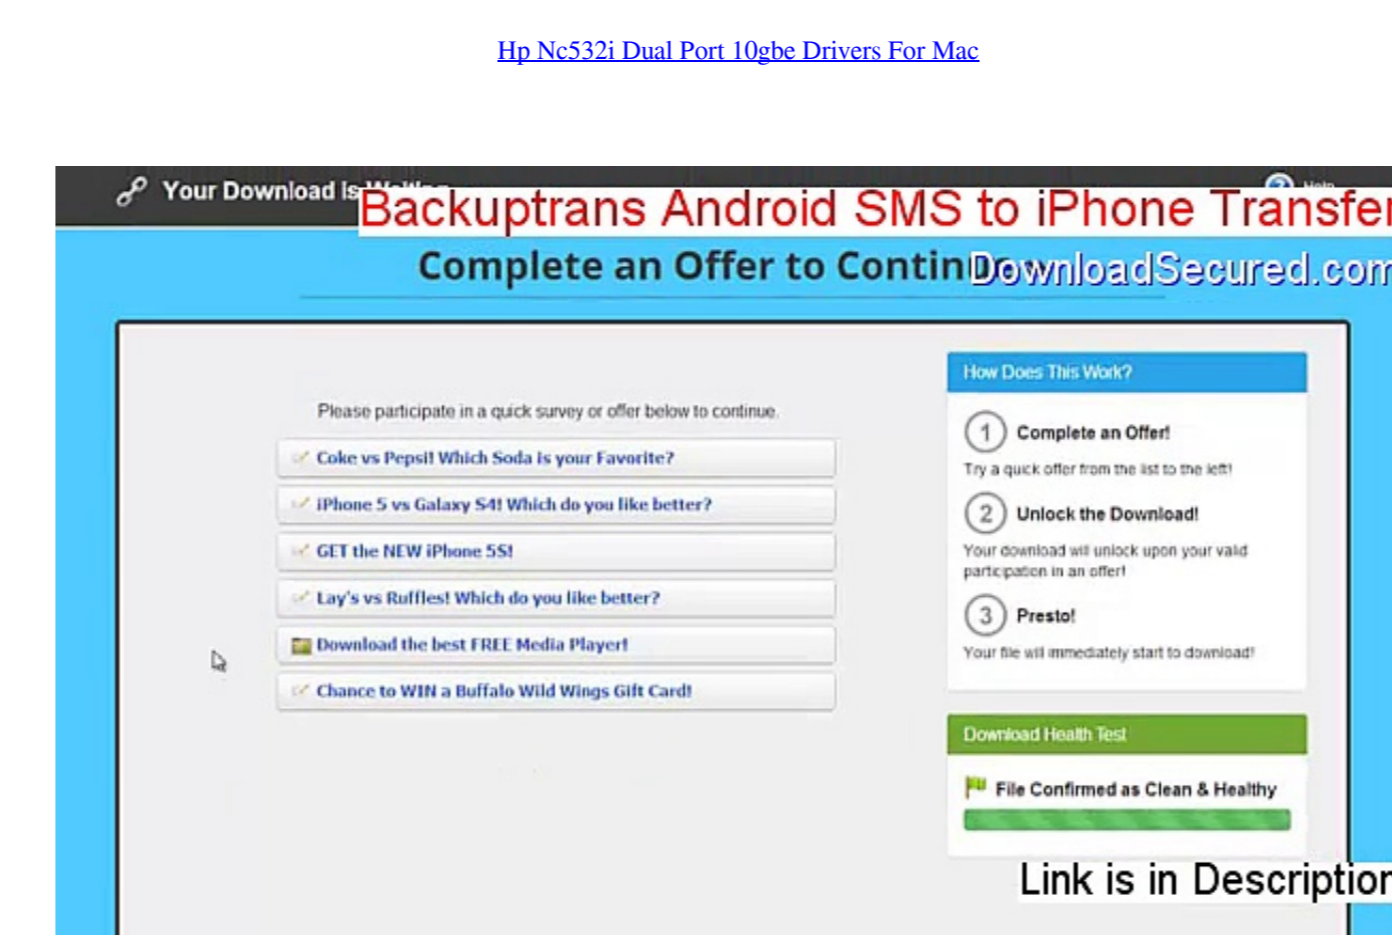 Hp Nc532i Dual Port 10gbe Drivers For Mac
Your Download is
Help
Backuptrans Android SMS to iPhone Transfer
Complete an Offer to Continue
DownloadSecured.com
Please participate in a quick survey or offer below to continue.
Coke vs Pepsi! Which Soda is your Favorite?
iPhone 5 vs Galaxy S4! Which do you like better?
GET the NEW iPhone 5S!
Lay's vs Ruffles! Which do you like better?
Download the best FREE Media Player!
Chance to WIN a Buffalo Wild Wings Gift Card!
How Does This Work?
1 Complete an Offer!
Try a quick offer from the list to the left!
2 Unlock the Download!
Your download will unlock upon your valid
participation in an offer!
3 Presto!
Your file will immediately start to download!
Download Health Test
File Confirmed as Clean & Healthy
Link is in Description